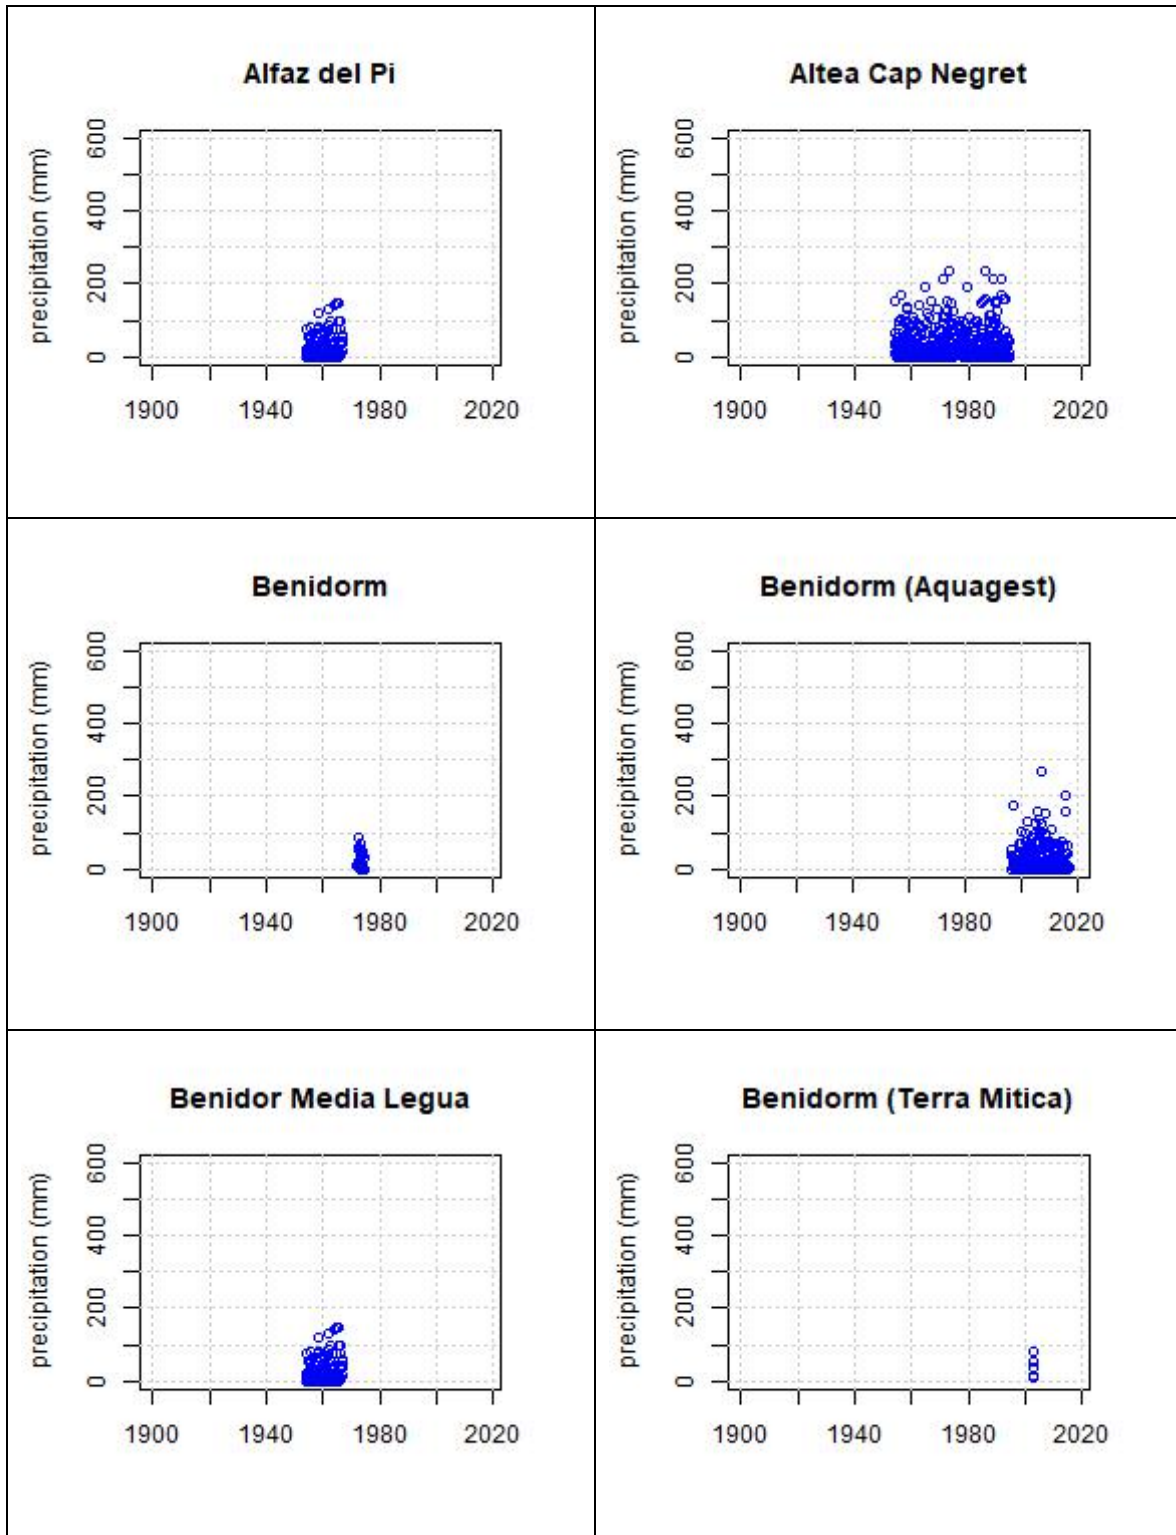 Alfaz del Pi
precipitation (mm)
600
400
200
0
1900 1940 1980 2020
Altea Cap Negret
precipitation (mm)
600
400
200
0
1900 1940 1980 2020
Benidorm
precipitation (mm)
600
400
200
0
1900 1940 1980 2020
Benidorm (Aquagest)
precipitation (mm)
600
400
200
0
1900 1940 1980 2020
Benidor Media Legua
precipitation (mm)
600
400
200
0
1900 1940 1980 2020
Benidorm (Terra Mitica)
precipitation (mm)
600
400
200
0
1900 1940 1980 2020